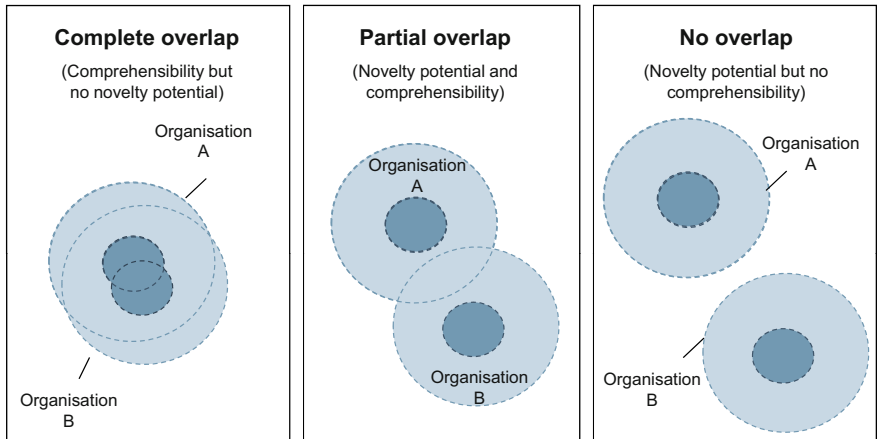 Complete overlap
(Comprehensibility but
no novelty potential)
Organisation
A
Organisation
B
Partial overlap
(Novelty potential and
comprehensibility)
Organisation
A
Organisation
B
No overlap
(Novelty potential but no
comprehensibility)
Organisation
A
Organisation
B